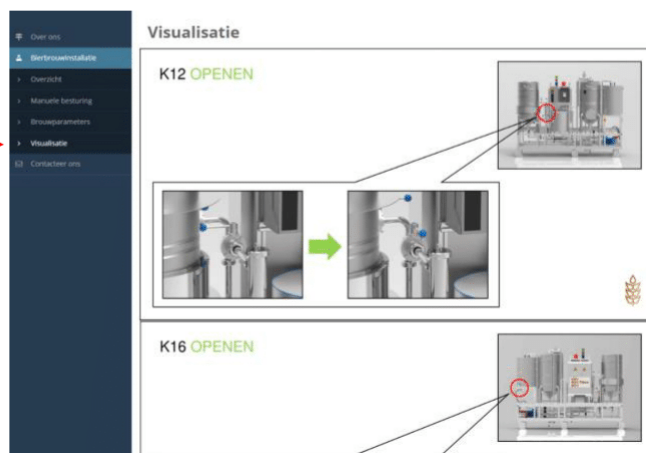 Over ons
Bierbrouwinstallatie
Overzicht
Manuele besturing
Brouwparameters
Visualisatie
Contacteer ons
Visualisatie
K12 OPENEN
K16 OPENEN